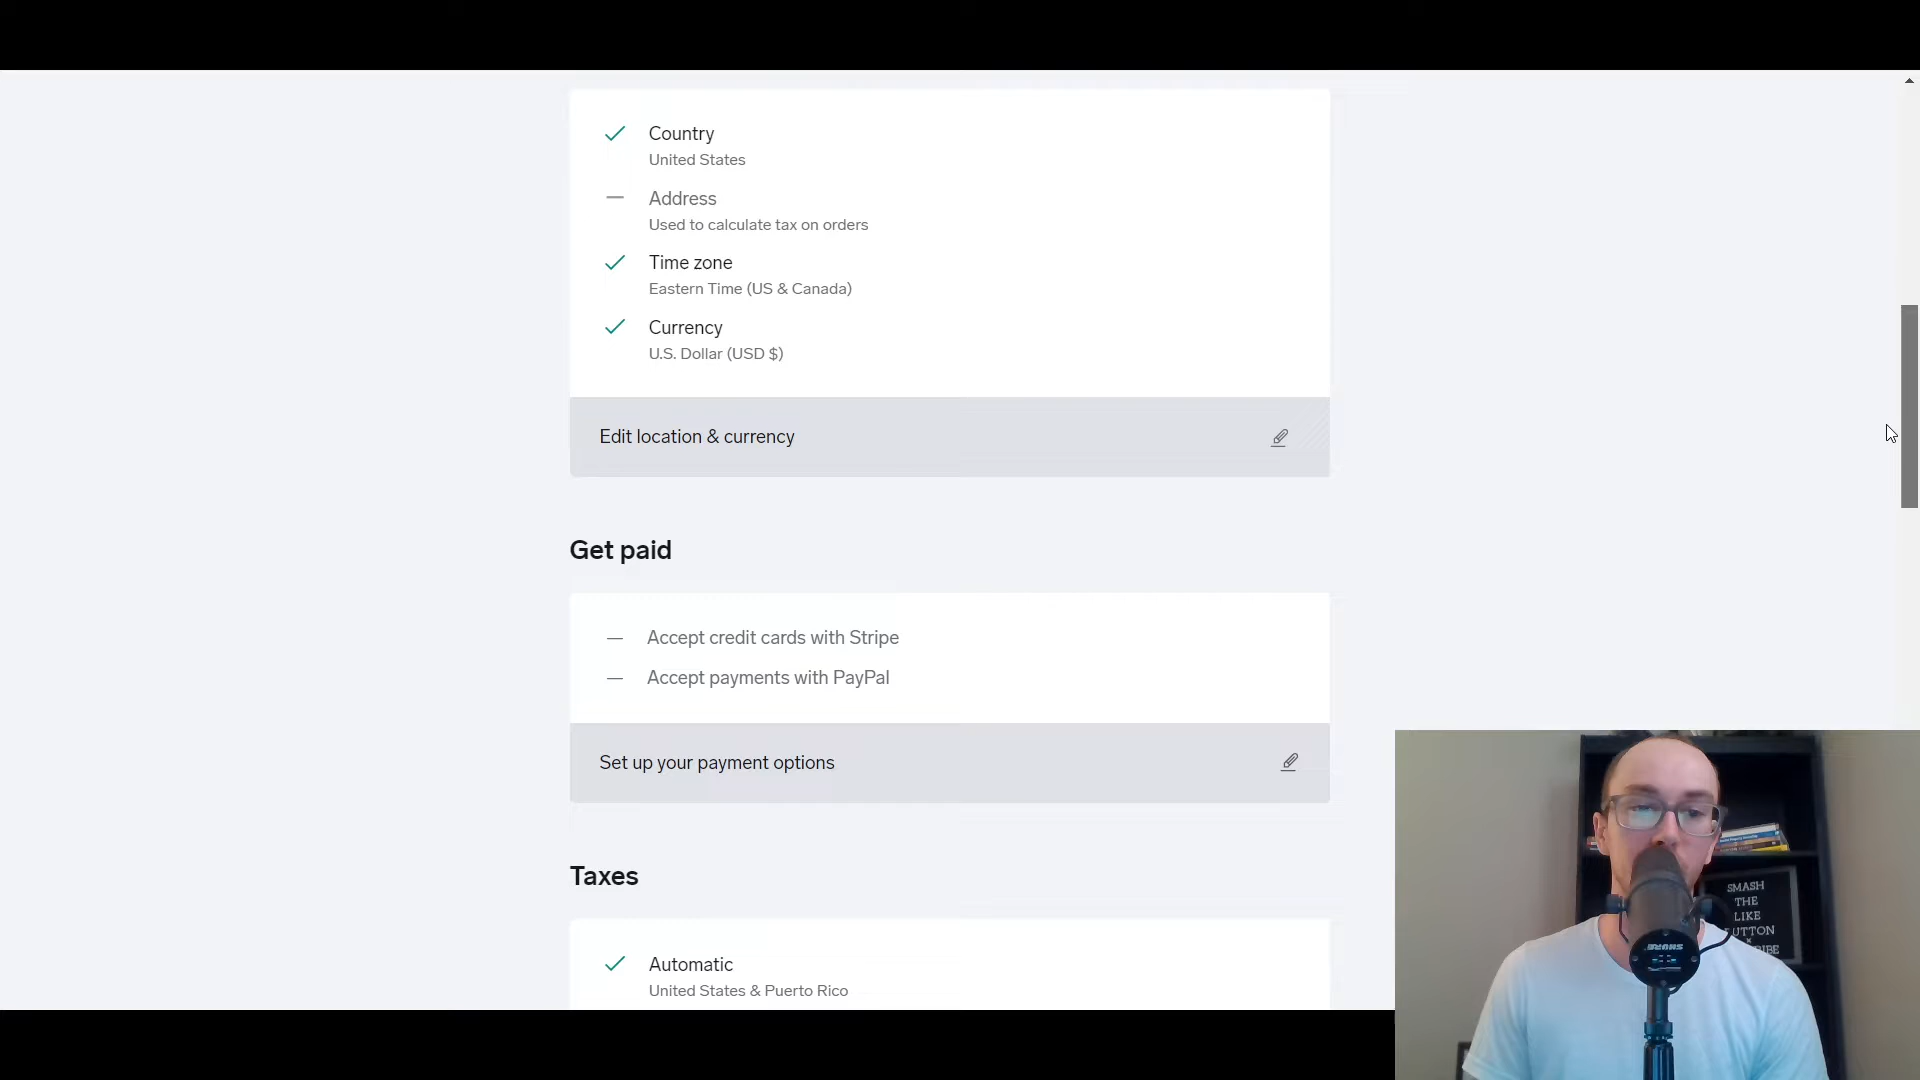 Country
United States
Address
Used to calculate tax on orders
Time zone
Eastern Time (US & Canada)
Currency
U.S. Dollar (USD $)
Edit location & currency
Get paid
Accept credit cards with Stripe
Accept payments with PayPal
Set up your payment options
Taxes
Automatic
United States & Puerto Rico
SMASH
THE
LIKE
SHURE